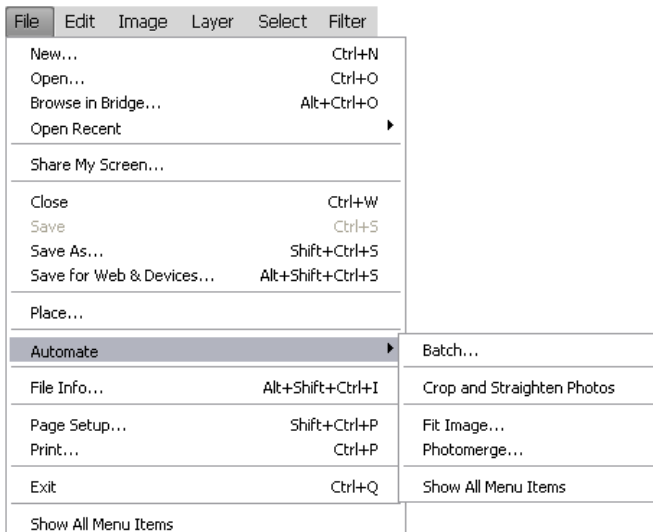 File Edit Image Layer Select Filter
New... Ctrl+N
Open... Ctrl+O
Browse in Bridge... Alt+Ctrl+O
Open Recent
Share My Screen...
Close Ctrl+W
Save Ctrl+S
Save As... Shift+Ctrl+S
Save for Web & Devices... Alt+Shift+Ctrl+S
Place...
Automate
File Info... Alt+Shift+Ctrl+I
Page Setup... Shift+Ctrl+P
Print... Ctrl+P
Exit Ctrl+Q
Show All Menu Items
Batch...
Crop and Straighten Photos
Fit Image...
Photomerge...
Show All Menu Items